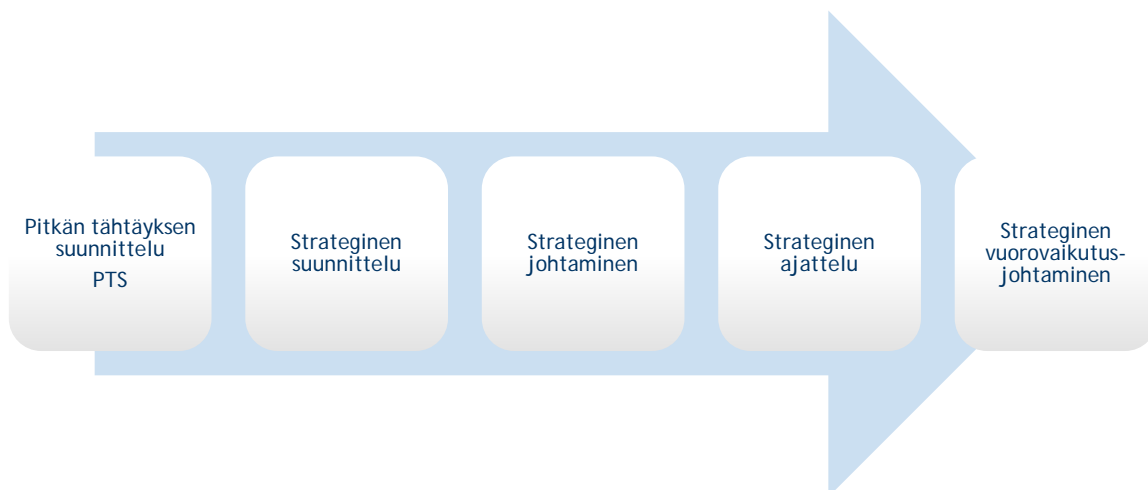 Pitkän tähtäyksen
suunnittelu
PTS
Strateginen
suunnittelu
Strateginen
johtaminen
Strateginen
ajattelu
Strateginen
vuorovaikutus-
johtaminen